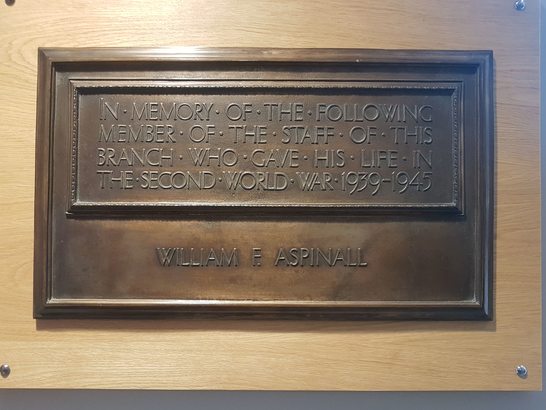 IN·MEMORY·OF·THE·FOLLOWING
MEMBER·OF·THE·STAFF·OF·THIS
BRANCH·WHO·GAVE·HIS·LIFE·IN
THE·SECOND·WORLD·WAR·1939-1945
WILLIAM F. ASPINALL